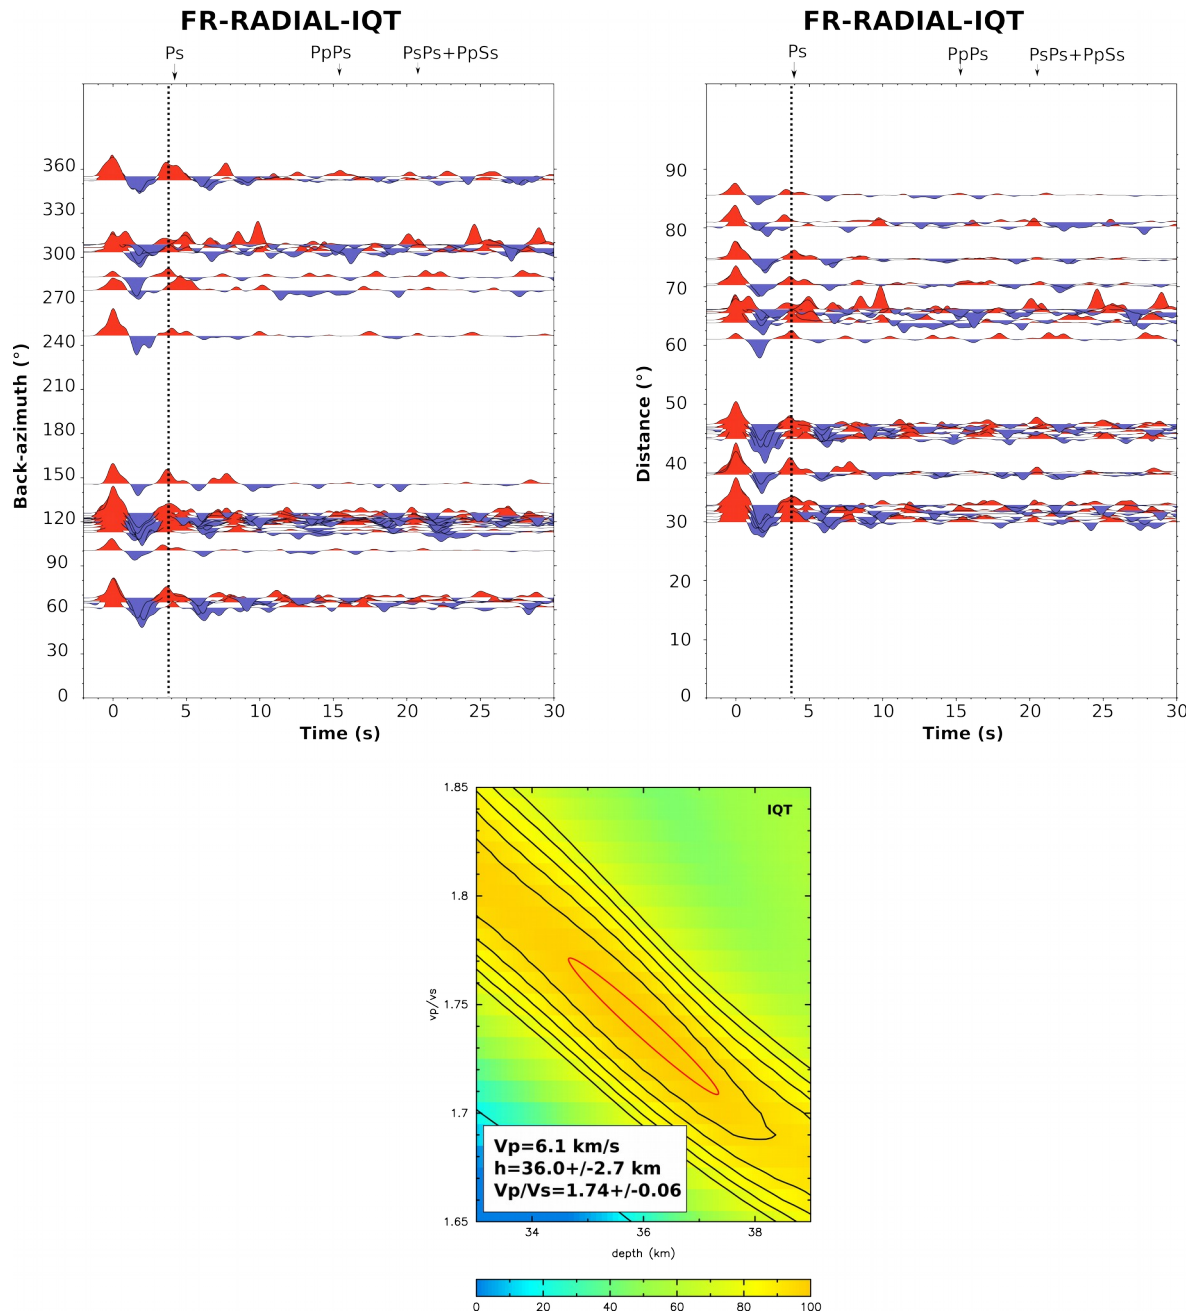 FR-RADIAL-IQT
Ps
PpPs
PsPs+PpSs
Back-azimuth (°)
360
330
300
270
240
210
180
150
120
90
60
30
0
0 5 10 15 20 25 30
Time (s)
FR-RADIAL-IQT
Ps
PpPs
PsPs+PpSs
Distance (°)
90
80
70
60
50
40
30
20
10
0
0 5 10 15 20 25 30
Time (s)
1.85
1.8
1.75
1.7
1.65
vp/vs
IQT
Vp=6.1 km/s
h=36.0+/-2.7 km
Vp/Vs=1.74+/-0.06
34 36 38
depth (km)
0 20 40 60 80 100